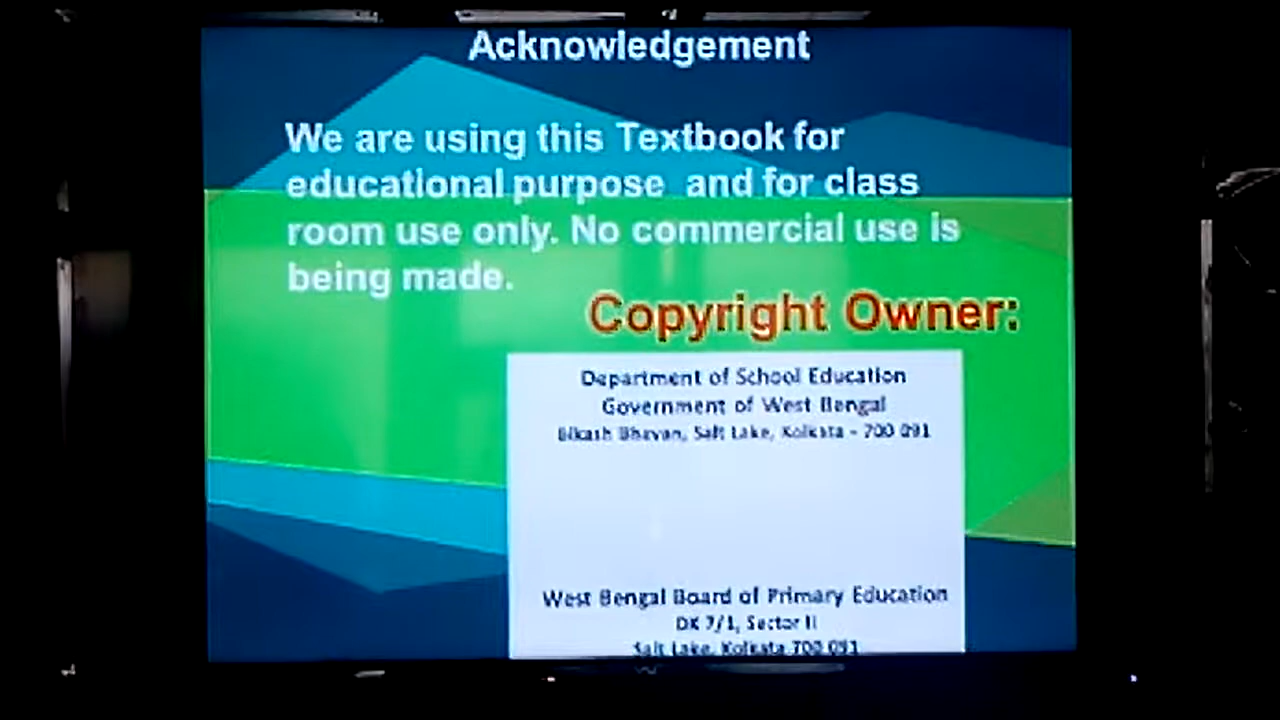 Acknowledgement
We are using this Textbook for
educational purpose and for class
room use only. No commercial use is
being made.
Copyright Owner:
Department of School Education
Government of West Bengal
Bikash Bhavan, Salt Lake, Kolkata - 700 091
West Bengal Board of Primary Education
DK 7/1, Sector II
Salt Lake, Kolkata 700 091